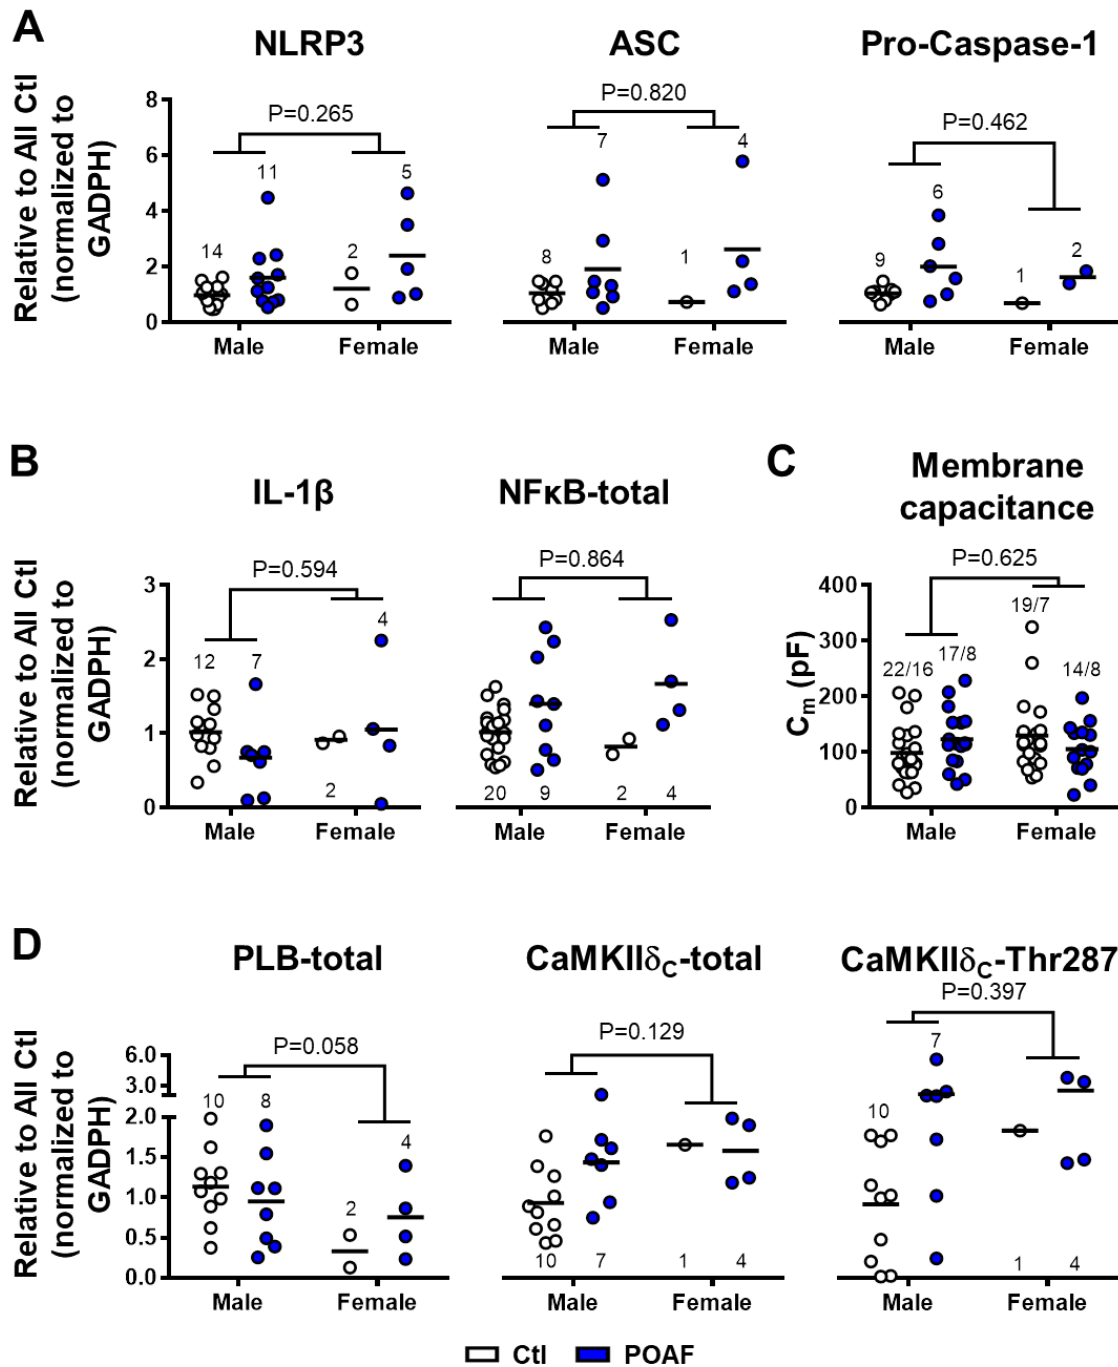 A
NLRP3
ASC
Pro-Caspase-1
Relative to All Ctl
(normalized to
GADPH)
8
6
4
2
0
P=0.265
14
11
2
5
Male
Female
P=0.820
8
7
1
4
Male
Female
P=0.462
9
6
1
2
Male
Female
B
IL-1β
NFκB-total
Relative to All Ctl
(normalized to
GADPH)
3
2
1
0
P=0.594
12
7
2
4
Male
Female
P=0.864
20
9
2
4
Male
Female
C
Membrane
capacitance
Cm (pF)
400
300
200
100
0
P=0.625
22/16
17/8
19/7
14/8
Male
Female
D
PLB-total
CaMKIIδC-total
CaMKIIδC-Thr287
Relative to All Ctl
(normalized to
GADPH)
6.0
3.0
2.0
1.5
1.0
0.5
0.0
P=0.058
10
8
2
4
Male
Female
P=0.129
10
7
1
4
Male
Female
P=0.397
10
7
1
4
Male
Female
Ctl
POAF